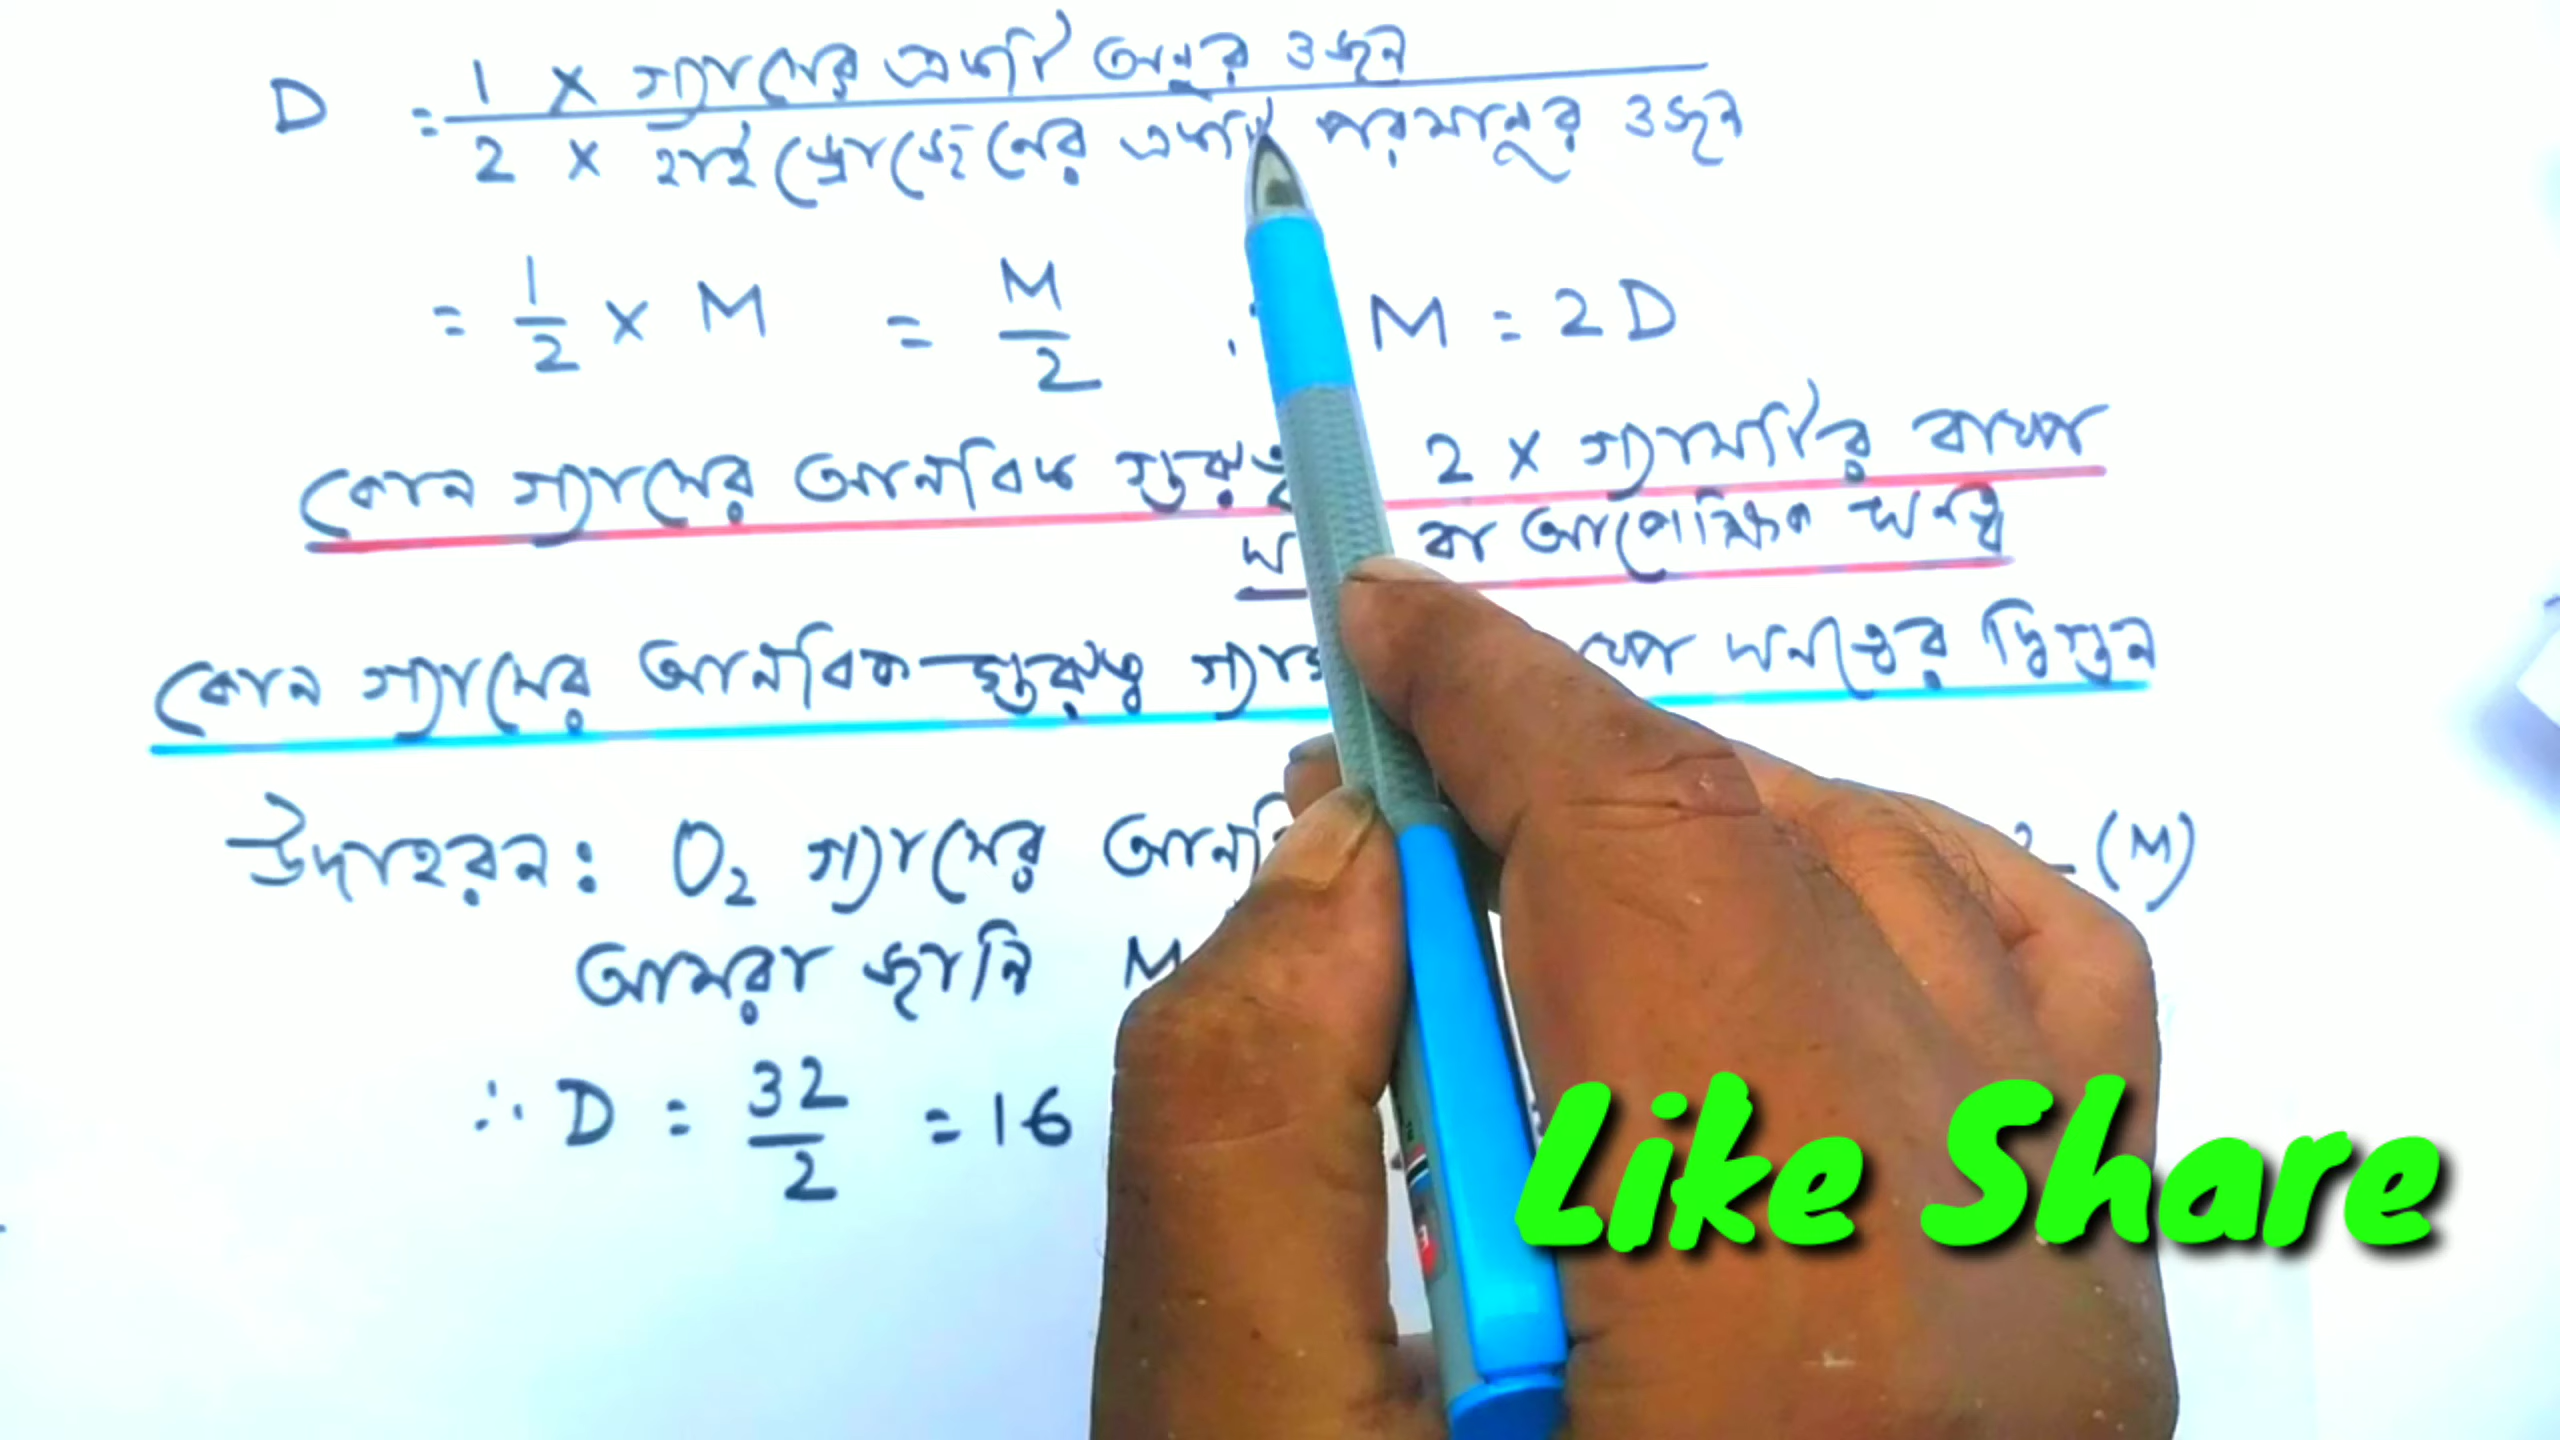 D = 1 × গ্যাসের একটি অনুর ওজন
2 × হাইড্রোজেনের একটি পরমানুর ওজন
= 1/2 × M = M/2 ∴ M = 2D
কোন গ্যাসের আনবিক গুরুত্ব 2 × গ্যাসটির বাষ্প
বা আপেক্ষিক ঘনত্ব
কোন গ্যাসের আনবিক গুরুত্ব ঘনত্বের দ্বিগুন
উদাহরন: O₂ গ্যাসের (M)
আমরা জানি M
∴ D = 32/2 = 16
Like Share